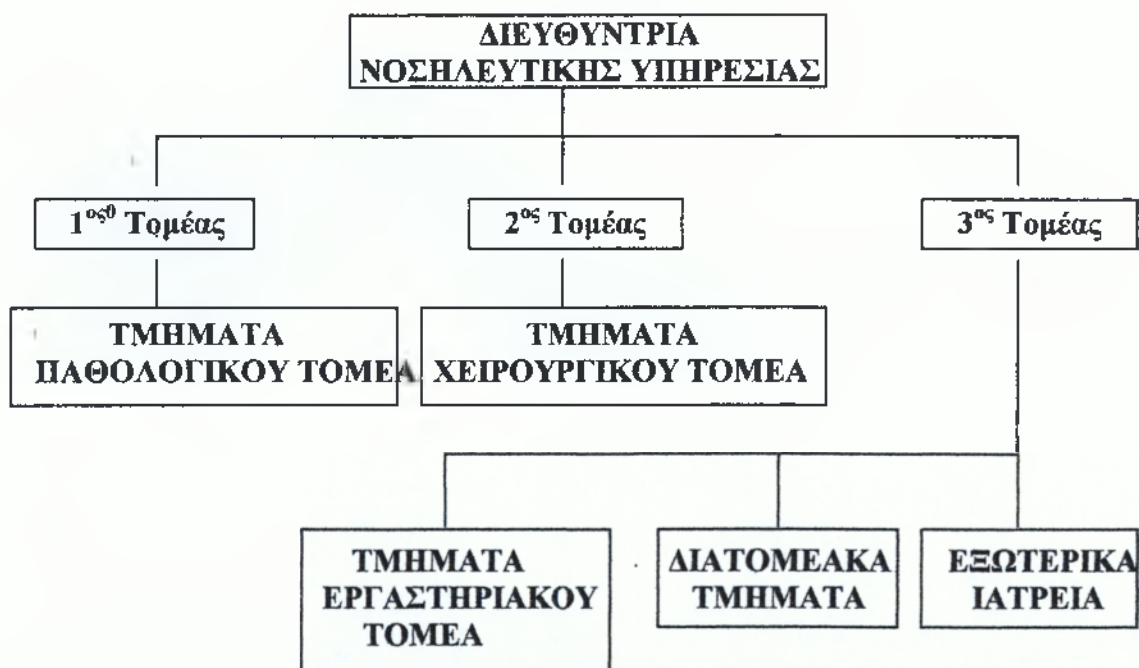 ΔΙΕΥΘΥΝΤΡΙΑ
ΝΟΣΗΛΕΥΤΙΚΗΣ ΥΠΗΡΕΣΙΑΣ
1ος0 Τομέας
2ος Τομέας
3ος Τομέας
ΤΜΗΜΑΤΑ
ΠΑΘΟΛΟΓΙΚΟΥ ΤΟΜΕΑ
ΤΜΗΜΑΤΑ
ΧΕΙΡΟΥΡΓΙΚΟΥ ΤΟΜΕΑ
ΤΜΗΜΑΤΑ
ΕΡΓΑΣΤΗΡΙΑΚΟΥ
ΤΟΜΕΑ
ΔΙΑΤΟΜΕΑΚΑ
ΤΜΗΜΑΤΑ
ΕΞΩΤΕΡΙΚΑ
ΙΑΤΡΕΙΑ